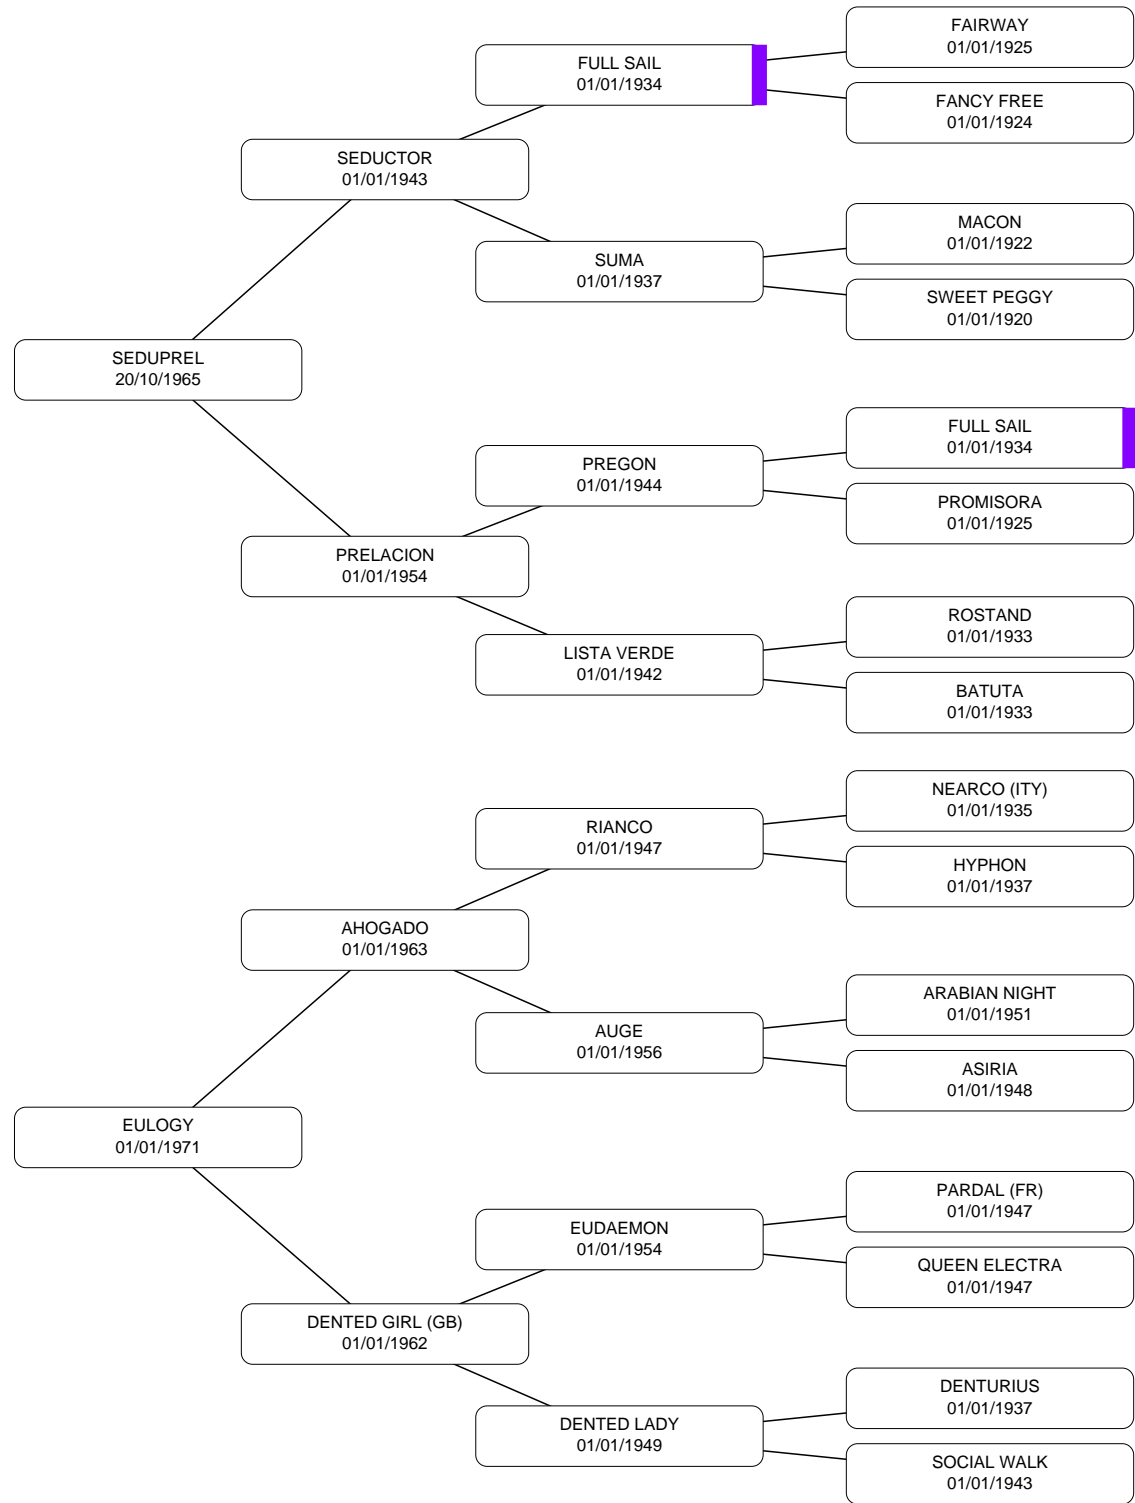 FAIRWAY
01/01/1925
FULL SAIL
01/01/1934
FANCY FREE
01/01/1924
SEDUCTOR
01/01/1943
MACON
01/01/1922
SUMA
01/01/1937
SWEET PEGGY
01/01/1920
SEDUPREL
20/10/1965
FULL SAIL
01/01/1934
PREGON
01/01/1944
PROMISORA
01/01/1925
PRELACION
01/01/1954
ROSTAND
01/01/1933
LISTA VERDE
01/01/1942
BATUTA
01/01/1933
NEARCO (ITY)
01/01/1935
RIANCO
01/01/1947
HYPHON
01/01/1937
AHOGADO
01/01/1963
ARABIAN NIGHT
01/01/1951
AUGE
01/01/1956
ASIRIA
01/01/1948
EULOGY
01/01/1971
PARDAL (FR)
01/01/1947
EUDAEMON
01/01/1954
QUEEN ELECTRA
01/01/1947
DENTED GIRL (GB)
01/01/1962
DENTURIUS
01/01/1937
DENTED LADY
01/01/1949
SOCIAL WALK
01/01/1943